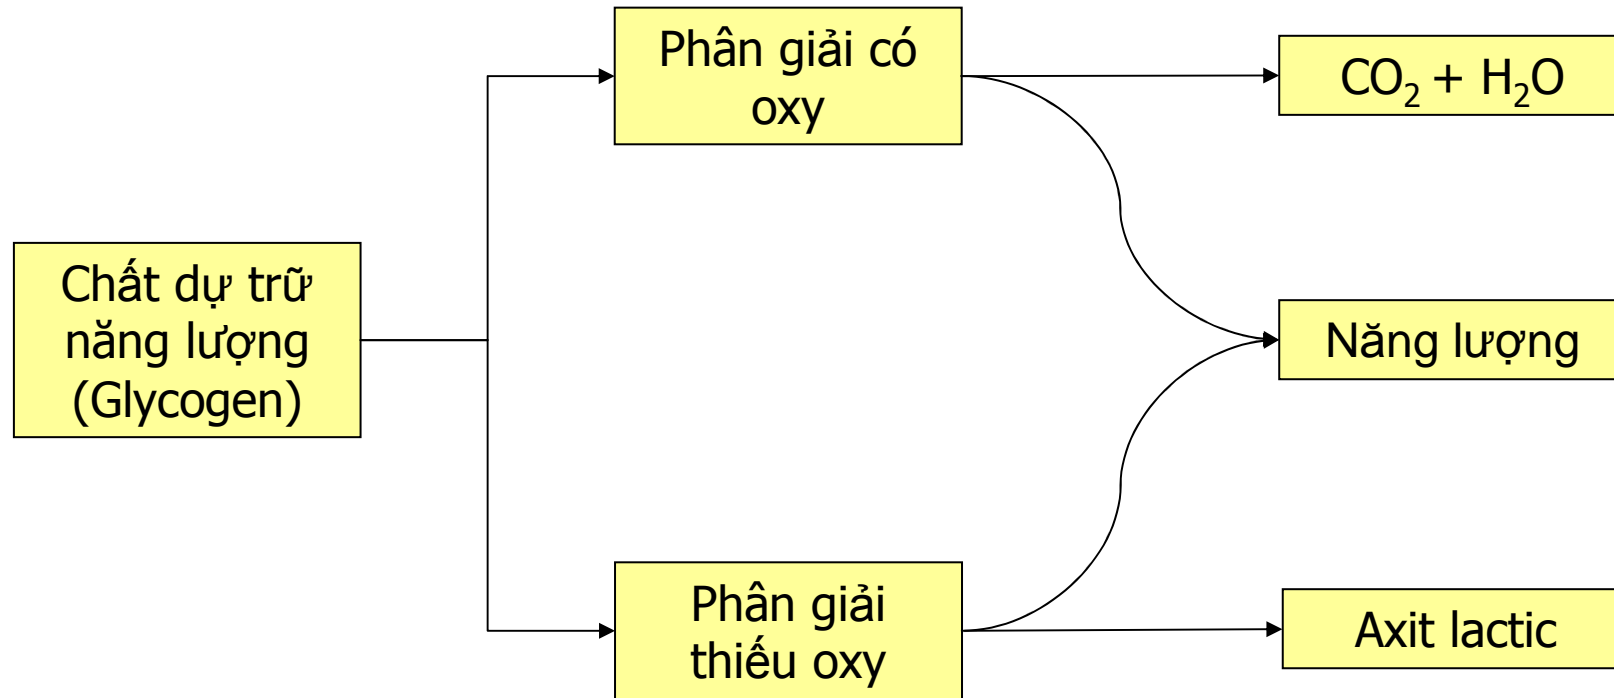 Phân giải có
oxy
CO₂ + H₂O
Chất dự trữ
năng lượng
(Glycogen)
Năng lượng
Phân giải
thiếu oxy
Axit lactic